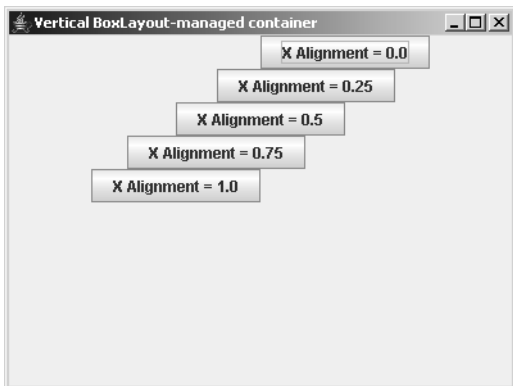 Vertical BoxLayout-managed container
X Alignment = 0.0
X Alignment = 0.25
X Alignment = 0.5
X Alignment = 0.75
X Alignment = 1.0